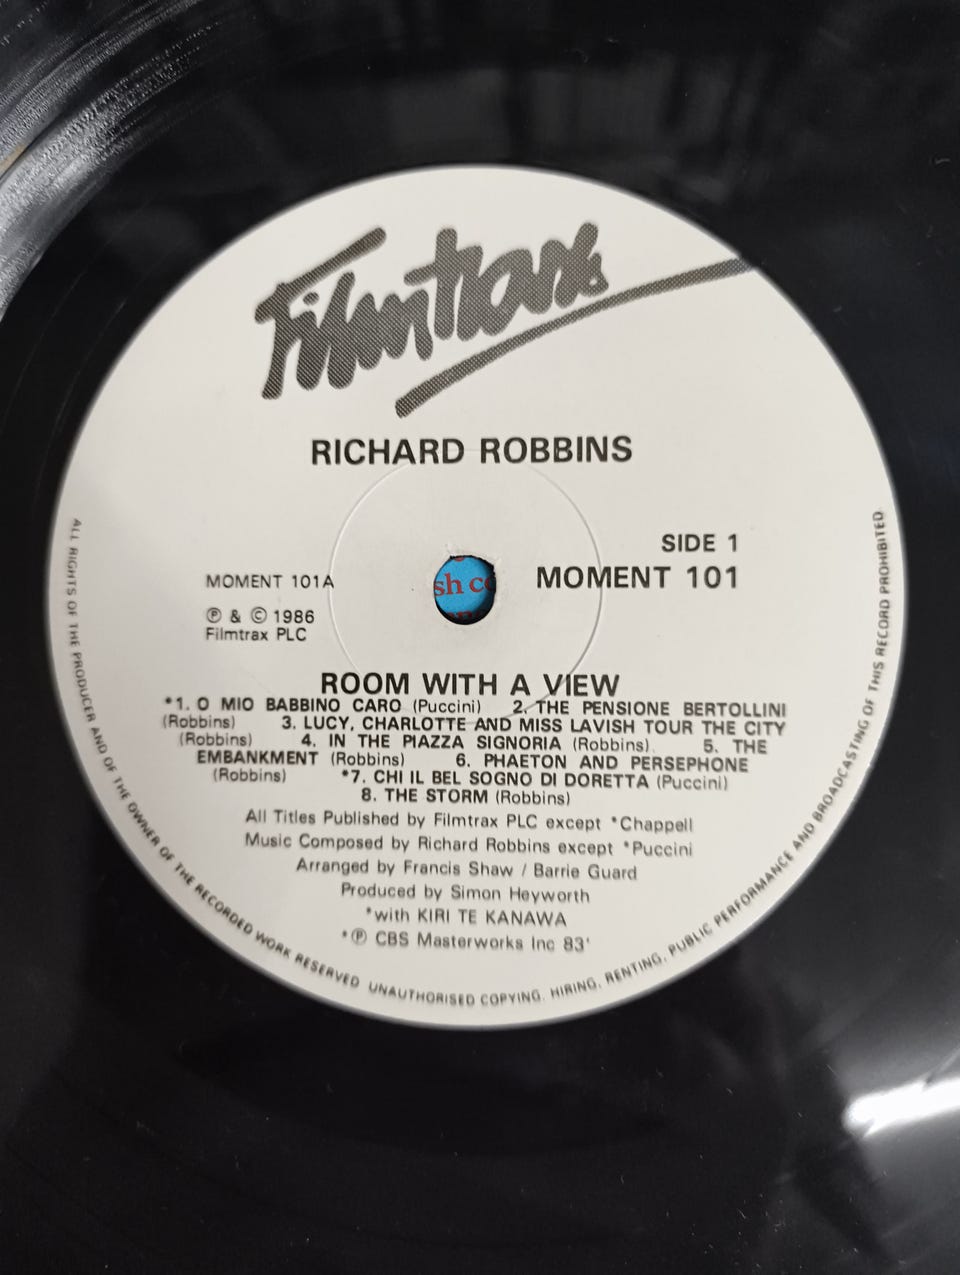 Filmtrax
RICHARD ROBBINS
SIDE 1
MOMENT 101A
MOMENT 101
℗ & © 1986
Filmtrax PLC
sh co
ROOM WITH A VIEW
*1. O MIO BABBINO CARO (Puccini) 2. THE PENSIONE BERTOLLINI
(Robbins) 3. LUCY, CHARLOTTE AND MISS LAVISH TOUR THE CITY
(Robbins) 4. IN THE PIAZZA SIGNORIA (Robbins). 5. THE
EMBANKMENT (Robbins) 6. PHAETON AND PERSEPHONE
(Robbins) *7. CHI IL BEL SOGNO DI DORETTA (Puccini)
8. THE STORM (Robbins)
All Titles Published by Filmtrax PLC except *Chappell
Music Composed by Richard Robbins except *Puccini
Arranged by Francis Shaw / Barrie Guard
Produced by Simon Heyworth
*with KIRI TE KANAWA
*℗ CBS Masterworks Inc 83'
ALL RIGHTS OF THE PRODUCER AND OF THE OWNER OF THE RECORDED WORK RESERVED. UNAUTHORISED COPYING. HIRING, RENTING, PUBLIC PERFORMANCE AND BROADCASTING OF THIS RECORD PROHIBITED